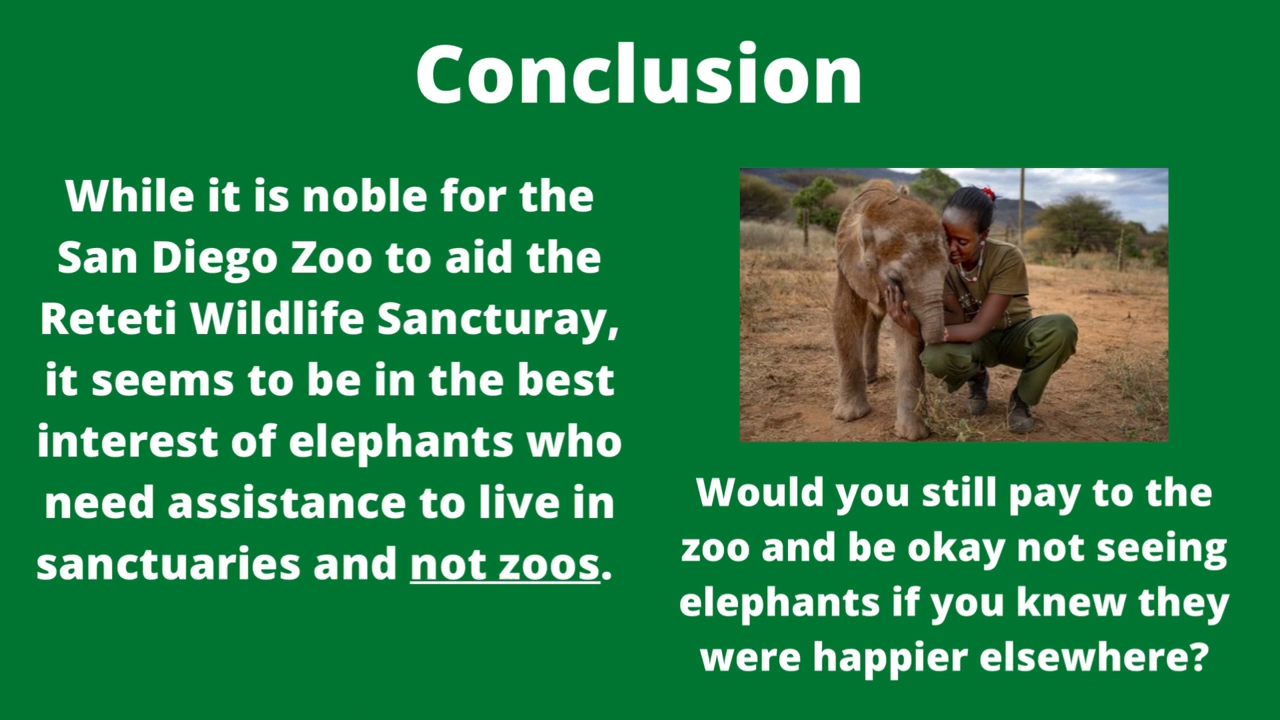 Conclusion
While it is noble for the
San Diego Zoo to aid the
Reteti Wildlife Sancturay,
it seems to be in the best
interest of elephants who
need assistance to live in
sanctuaries and not zoos.
Would you still pay to the
zoo and be okay not seeing
elephants if you knew they
were happier elsewhere?